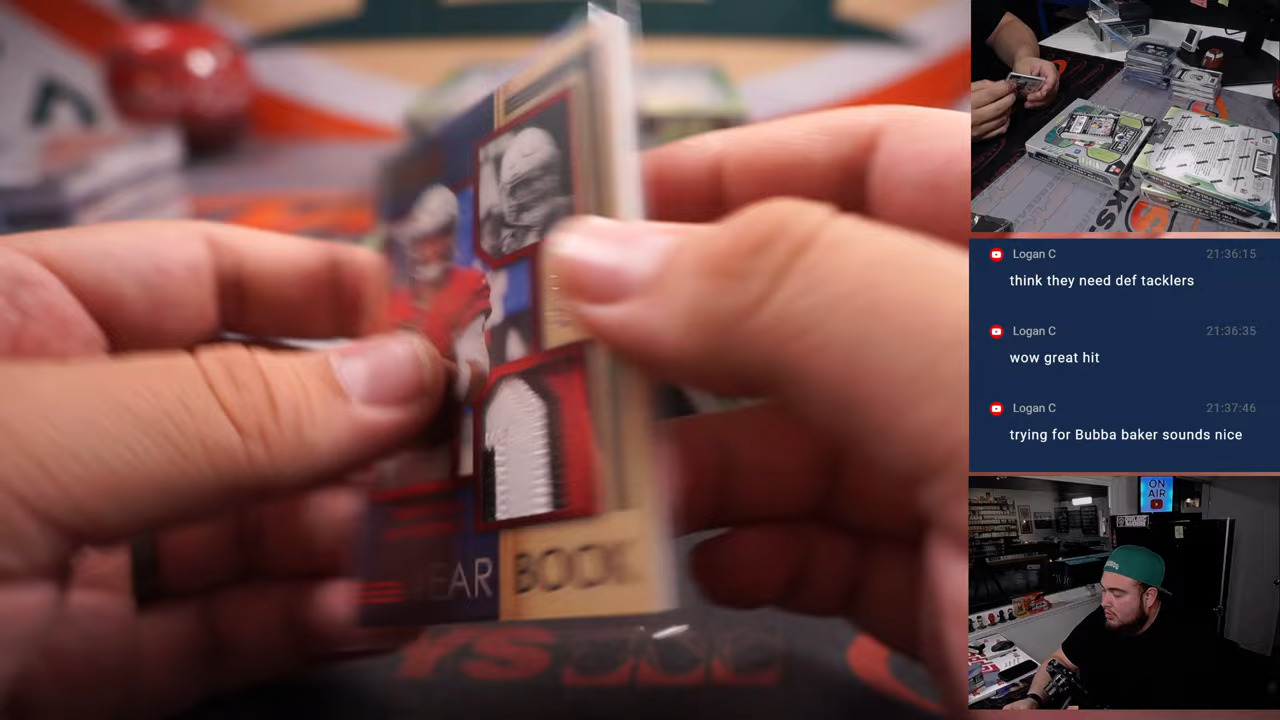 YEAR BOOK
Logan C 21:36:15
think they need def tacklers
Logan C 21:36:35
wow great hit
Logan C 21:37:46
trying for Bubba baker sounds nice
ON
AIR